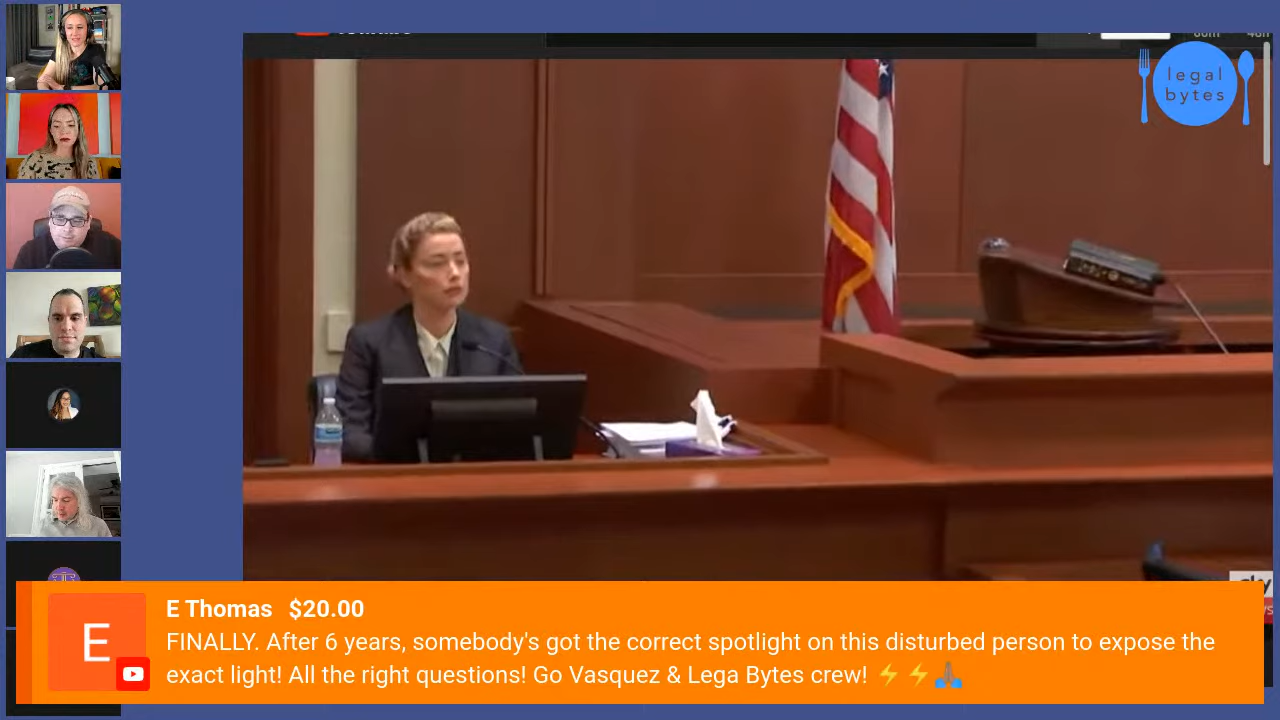 legal
bytes
E
E Thomas $20.00
FINALLY. After 6 years, somebody's got the correct spotlight on this disturbed person to expose the
exact light! All the right questions! Go Vasquez & Lega Bytes crew! ⚡⚡🙏